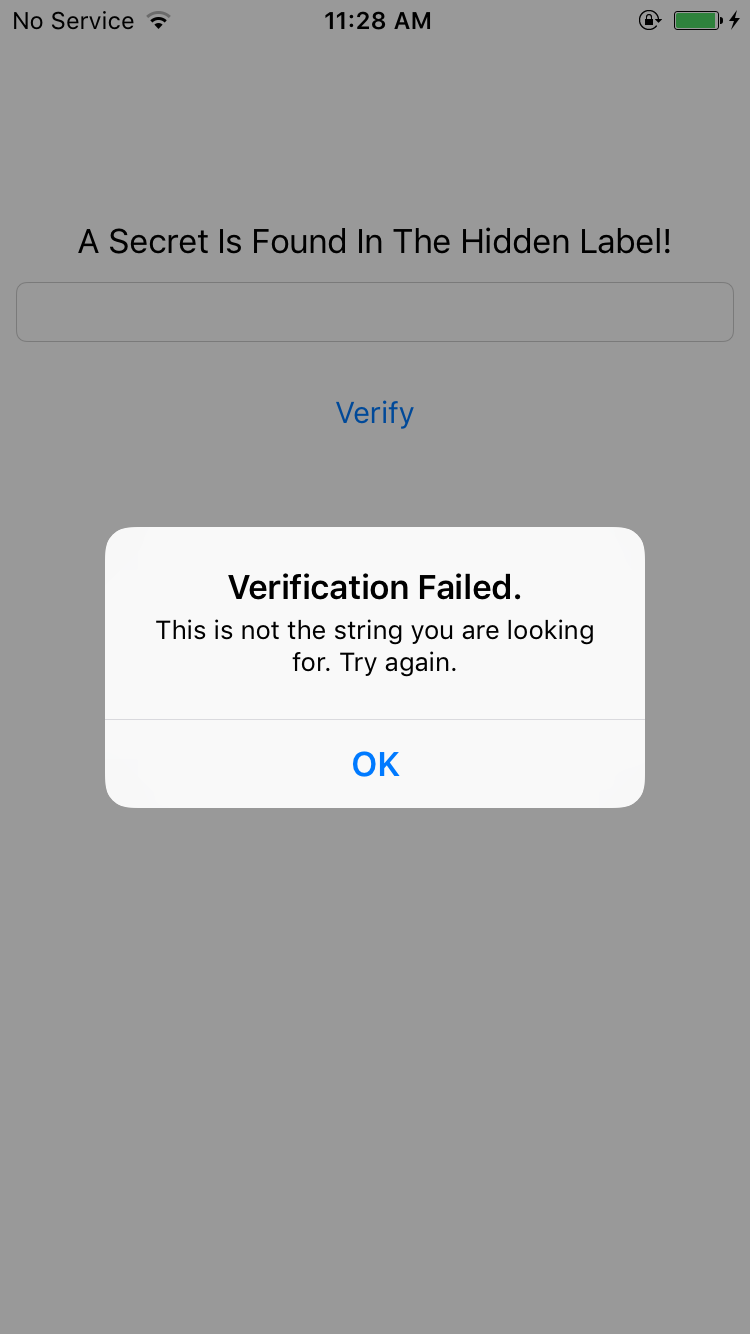 No Service 11:28 AM
A Secret Is Found In The Hidden Label!
Verify
Verification Failed.
This is not the string you are looking
for. Try again.
OK